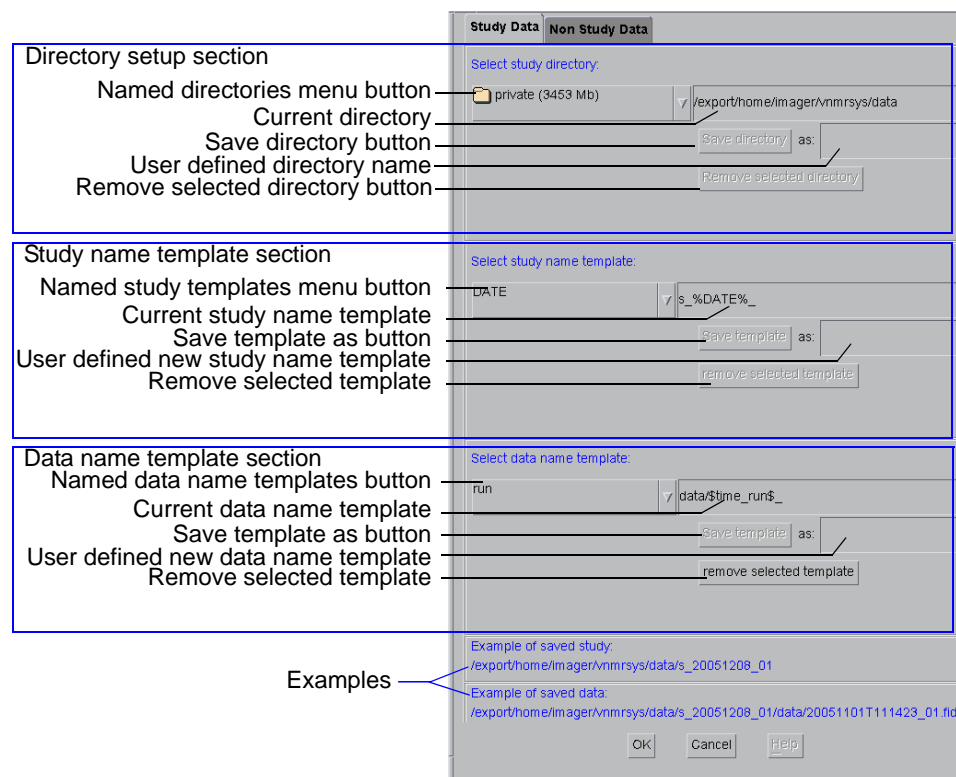 Study Data Non Study Data
Directory setup section
Select study directory:
Named directories menu button
private (3453 Mb)
/export/home/imager/vnmrsys/data
Current directory
Save directory button
Save directory as:
User defined directory name
Remove selected directory button
Remove selected directory
Study name template section
Select study name template:
Named study templates menu button
DATE
s_%DATE%_
Current study name template
Save template as button
Save template as:
User defined new study name template
Remove selected template
remove selected template
Data name template section
Select data name template:
Named data name templates button
run
data/$time_run$_
Current data name template
Save template as button
Save template as:
User defined new data name template
Remove selected template
remove selected template
Examples
Example of saved study:
/export/home/imager/vnmrsys/data/s_20051208_01
Example of saved data:
/export/home/imager/vnmrsys/data/s_20051208_01/data/20051101T111423_01.fid
OK Cancel Help